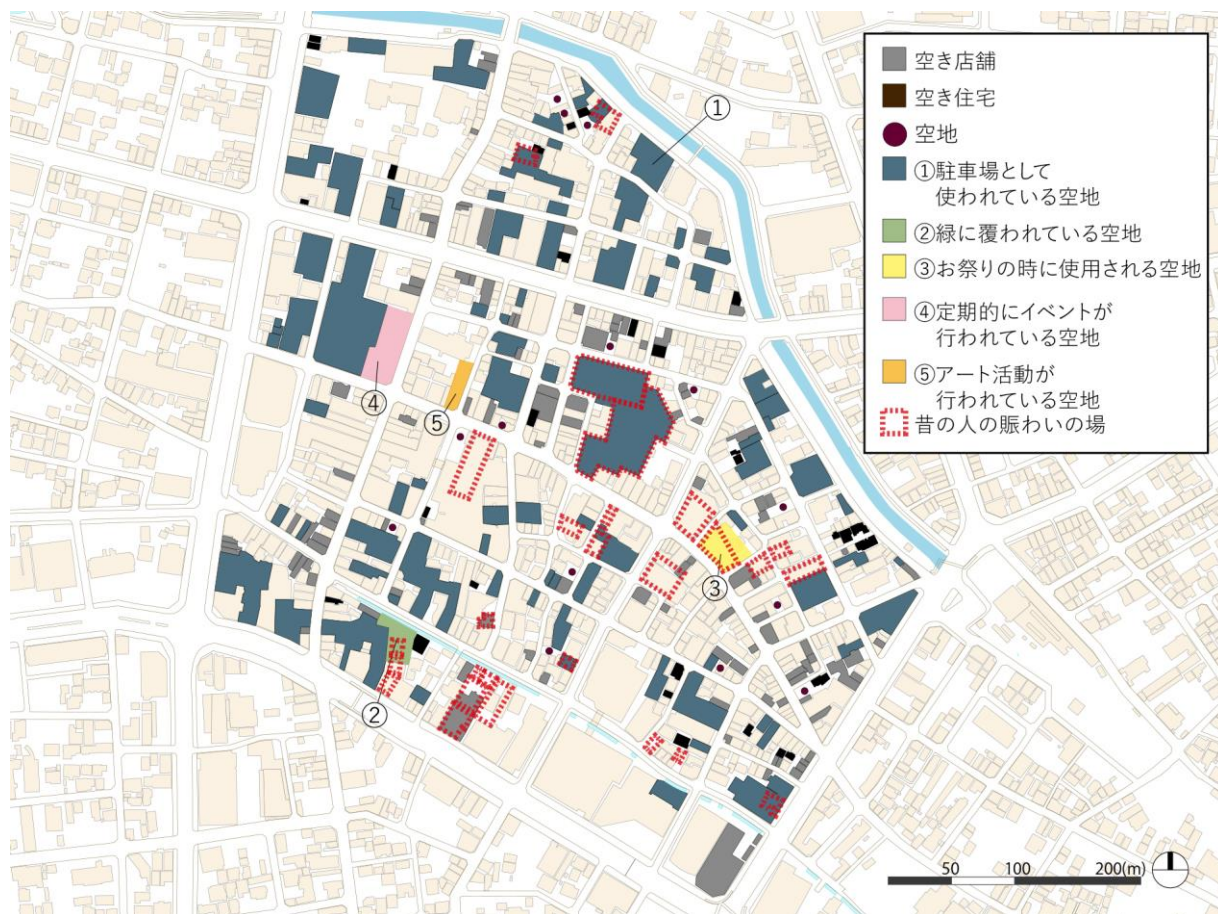 空き店舗
空き住宅
空地
①駐車場として
使われている空地
②緑に覆われている空地
③お祭りの時に使用される空地
④定期的にイベントが
行われている空地
⑤アート活動が
行われている空地
昔の人の賑わいの場
①
④
⑤
③
②
50 100 200(m)